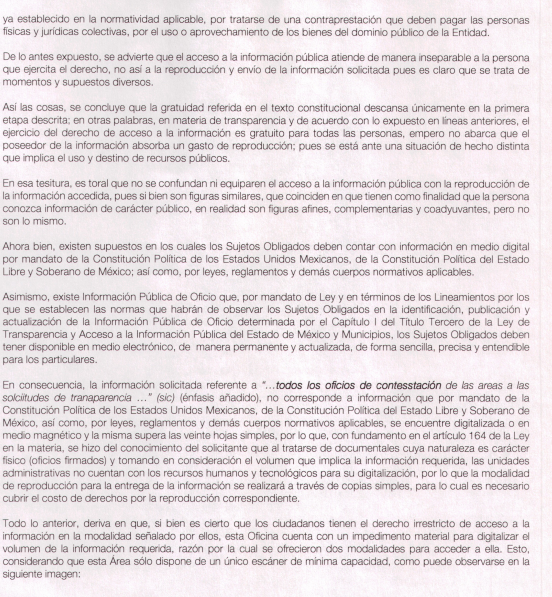 ya establecido en la normatividad aplicable, por tratarse de una contraprestación que deben pagar las personas
físicas y jurídicas colectivas, por el uso o aprovechamiento de los bienes del dominio público de la Entidad.
De lo antes expuesto, se advierte que el acceso a la información pública atiende de manera inseparable a la persona
que ejercita el derecho, no así a la reproducción y envío de la información solicitada pues es claro que se trata de
momentos y supuestos diversos.
Así las cosas, se concluye que la gratuidad referida en el texto constitucional descansa únicamente en la primera
etapa descrita; en otras palabras, en materia de transparencia y de acuerdo con lo expuesto en líneas anteriores, el
ejercicio del derecho de acceso a la información es gratuito para todas las personas, empero no abarca que el
poseedor de la información absorba un gasto de reproducción; pues se está ante una situación de hecho distinta
que implica el uso y destino de recursos públicos.
En esa tesitura, es toral que no se confundan ni equiparen el acceso a la información pública con la reproducción de
la información accedida, pues si bien son figuras similares, que coinciden en que tienen como finalidad que la persona
conozca información de carácter público, en realidad son figuras afines, complementarias y coadyuvantes, pero no
son lo mismo.
Ahora bien, existen supuestos en los cuales los Sujetos Obligados deben contar con información en medio digital
por mandato de la Constitución Política de los Estados Unidos Mexicanos, de la Constitución Política del Estado
Libre y Soberano de México; así como, por leyes, reglamentos y demás cuerpos normativos aplicables.
Asimismo, existe Información Pública de Oficio que, por mandato de Ley y en términos de los Lineamientos por los
que se establecen las normas que habrán de observar los Sujetos Obligados en la identificación, publicación y
actualización de la Información Pública de Oficio determinada por el Capítulo I del Título Tercero de la Ley de
Transparencia y Acceso a la Información Pública del Estado de México y Municipios, los Sujetos Obligados deben
tener disponible en medio electrónico, de manera permanente y actualizada, de forma sencilla, precisa y entendible
para los particulares.
En consecuencia, la información solicitada referente a "…todos los oficios de contesstación de las areas a las
solciitudes de tranaparencia …" (sic) (énfasis añadido), no corresponde a información que por mandato de la
Constitución Política de los Estados Unidos Mexicanos, de la Constitución Política del Estado Libre y Soberano de
México, así como, por leyes, reglamentos y demás cuerpos normativos aplicables, se encuentre digitalizada o en
medio magnético y la misma supera las veinte hojas simples, por lo que, con fundamento en el artículo 164 de la Ley
en la materia, se hizo del conocimiento del solicitante que al tratarse de documentales cuya naturaleza es carácter
físico (oficios firmados) y tomando en consideración el volumen que implica la información requerida, las unidades
administrativas no cuentan con los recursos humanos y tecnológicos para su digitalización, por lo que la modalidad
de reproducción para la entrega de la información se realizará a través de copias simples, para lo cual es necesario
cubrir el costo de derechos por la reproducción correspondiente.
Todo lo anterior, deriva en que, si bien es cierto que los ciudadanos tienen el derecho irrestricto de acceso a la
información en la modalidad señalado por ellos, esta Oficina cuenta con un impedimento material para digitalizar el
volumen de la información requerida, razón por la cual se ofrecieron dos modalidades para acceder a ella. Esto,
considerando que esta Área sólo dispone de un único escáner de mínima capacidad, como puede observarse en la
siguiente imagen: